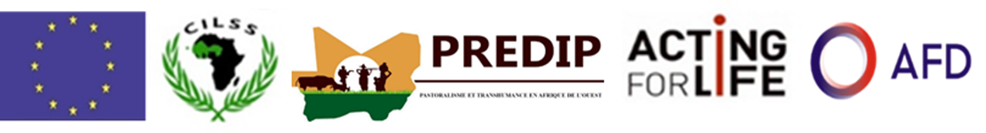 CILSS
PREDIP
PASTORALISME ET TRANSHUMANCE EN AFRIQUE DE L'OUEST
ACTING
FOR LIFE
AFD